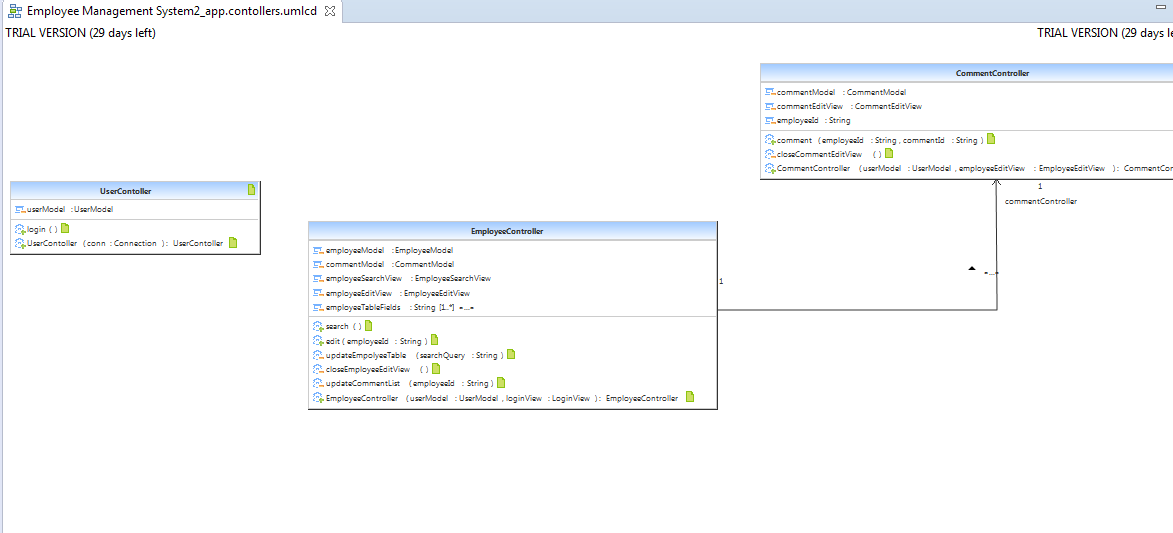 Employee Management System2_app.contollers.umlcd
TRIAL VERSION (29 days left)
TRIAL VERSION (29 days le
CommentController
commentModel : CommentModel
commentEditView : CommentEditView
employeeId : String
comment (employeeId : String , commentId : String )
closeCommentEditView ( )
CommentController (userModel : UserModel , employeeEditView : EmployeeEditView ): CommentCon
UserContoller
userModel : UserModel
login ( )
UserContoller (conn : Connection ): UserContoller
1
commentController
EmployeeController
employeeModel : EmployeeModel
commentModel : CommentModel
employeeSearchView : EmployeeSearchView
employeeEditView : EmployeeEditView
employeeTableFields : String [1..*]
search ( )
edit ( employeeId : String )
updateEmpolyeeTable (searchQuery : String )
closeEmployeeEditView ( )
updateCommentList (employeeId : String )
EmployeeController (userModel : UserModel , loginView : LoginView ): EmployeeController
1